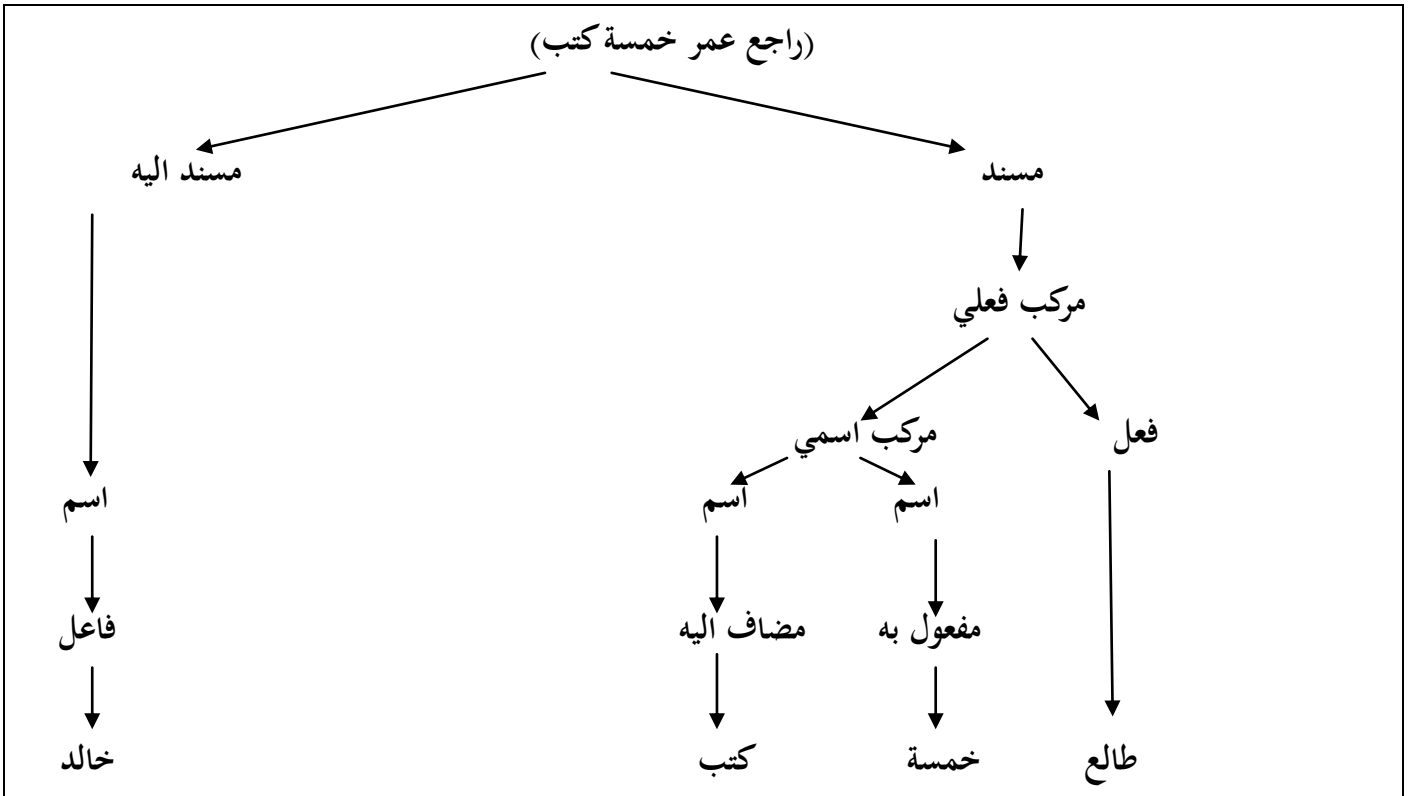 (راجع عمر خمسة كتب)
مسند مسند اليه
مركب فعلي
فعل مركب اسمي
اسم اسم اسم
مفعول به مضاف اليه فاعل
طالع خمسة كتب خالد